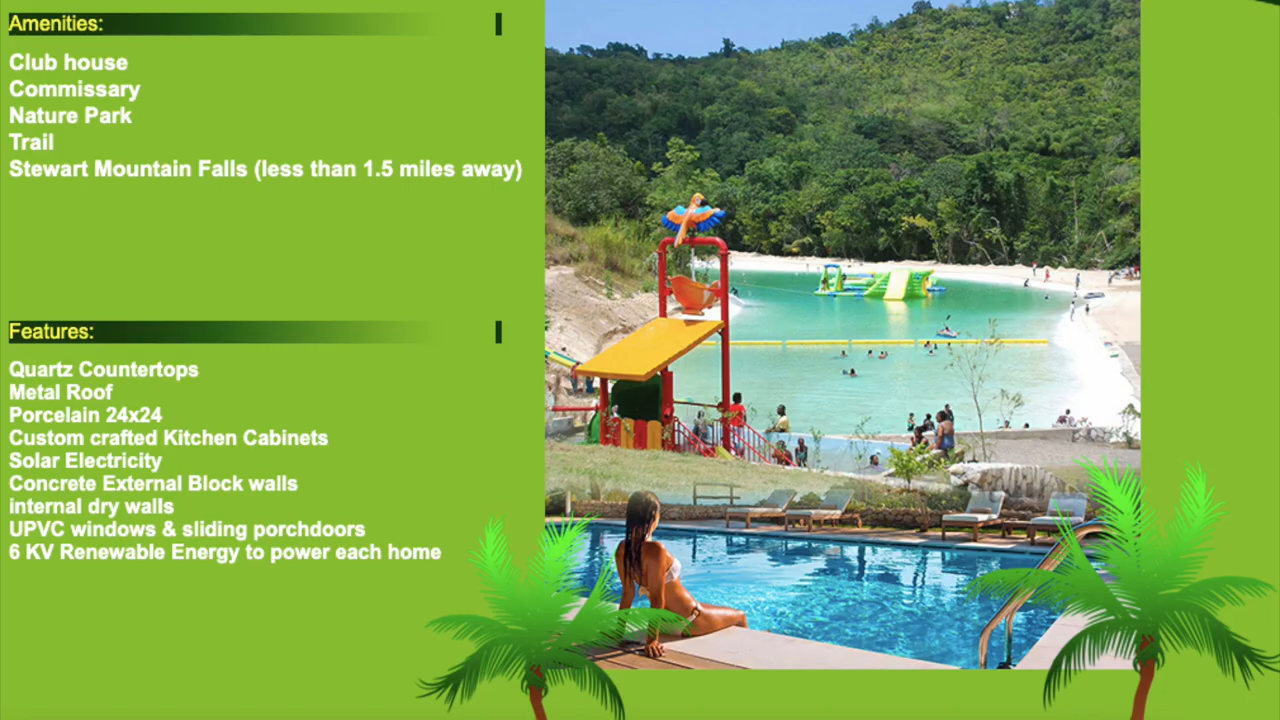 Amenities:
Club house
Commissary
Nature Park
Trail
Stewart Mountain Falls (less than 1.5 miles away)
Features:
Quartz Countertops
Metal Roof
Porcelain 24x24
Custom crafted Kitchen Cabinets
Solar Electricity
Concrete External Block walls
internal dry walls
UPVC windows & sliding porchdoors
6 KV Renewable Energy to power each home